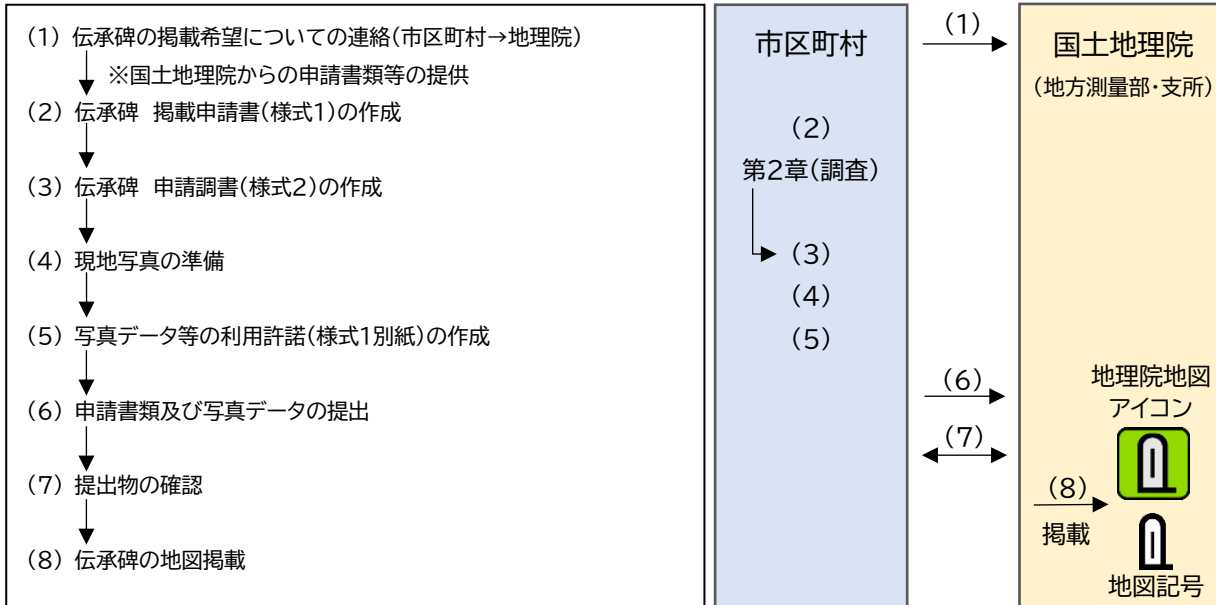 (1) 伝承碑の掲載希望についての連絡(市区町村→地理院)
※国土地理院からの申請書類等の提供
(2) 伝承碑 掲載申請書(様式1)の作成
(3) 伝承碑 申請調書(様式2)の作成
(4) 現地写真の準備
(5) 写真データ等の利用許諾(様式1別紙)の作成
(6) 申請書類及び写真データの提出
(7) 提出物の確認
(8) 伝承碑の地図掲載
市区町村
(2)
第2章(調査)
(3)
(4)
(5)
(1)
(6)
(7)
国土地理院
(地方測量部・支所)
地理院地図
アイコン
(8)
掲載
地図記号